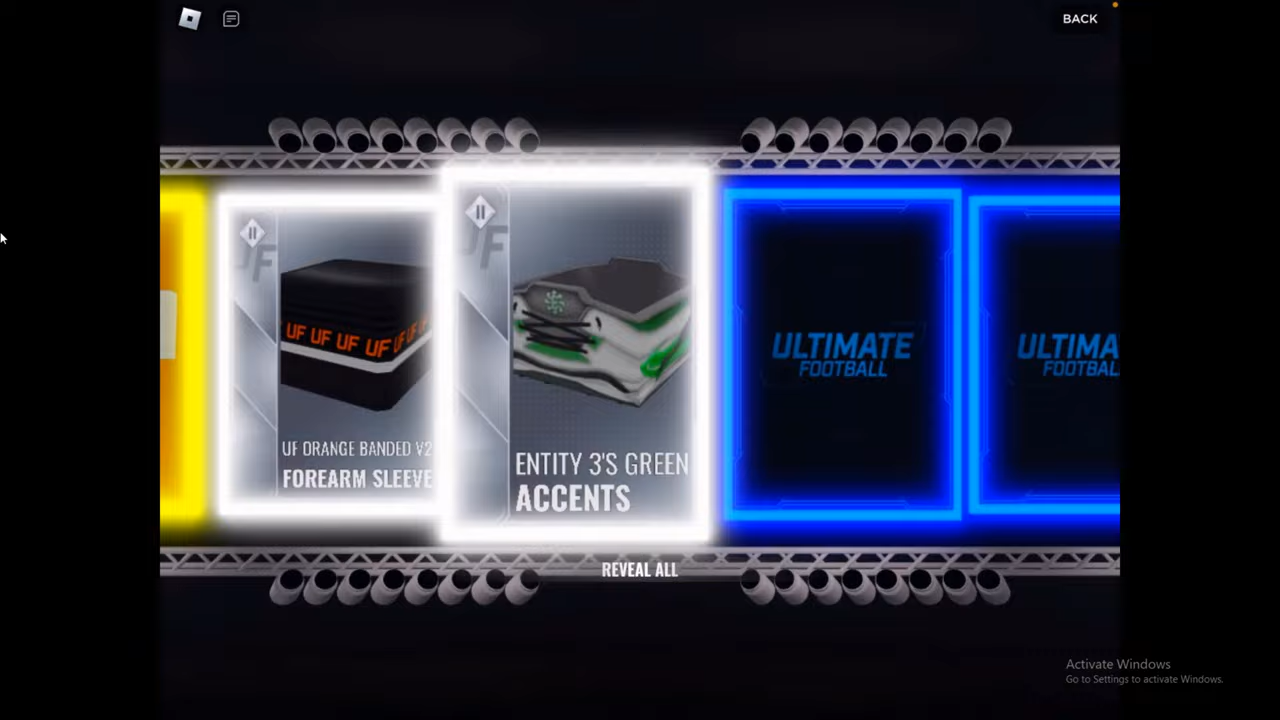 BACK
UF UF UF UF UF UF
UF ORANGE BANDED V2
FOREARM SLEEVE
ENTITY 3'S GREEN
ACCENTS
ULTIMATE
FOOTBALL
ULTIMA
FOOTBAL
REVEAL ALL
Activate Windows
Go to Settings to activate Windows.